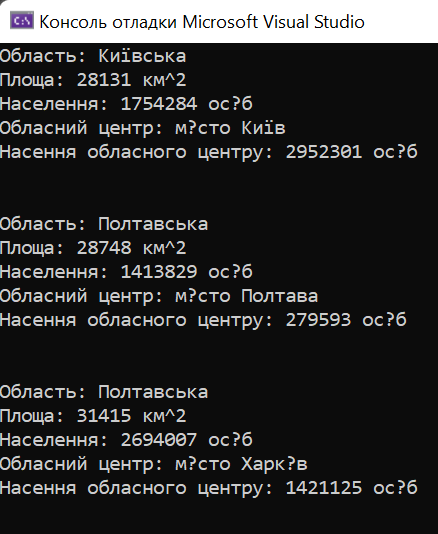 Консоль отладки Microsoft Visual Studio
Область: Київська
Площа: 28131 км^2
Населення: 1754284 ос?б
Обласний центр: м?сто Київ
Насення обласного центру: 2952301 ос?б
Область: Полтавська
Площа: 28748 км^2
Населення: 1413829 ос?б
Обласний центр: м?сто Полтава
Насення обласного центру: 279593 ос?б
Область: Полтавська
Площа: 31415 км^2
Населення: 2694007 ос?б
Обласний центр: м?сто Харк?в
Насення обласного центру: 1421125 ос?б